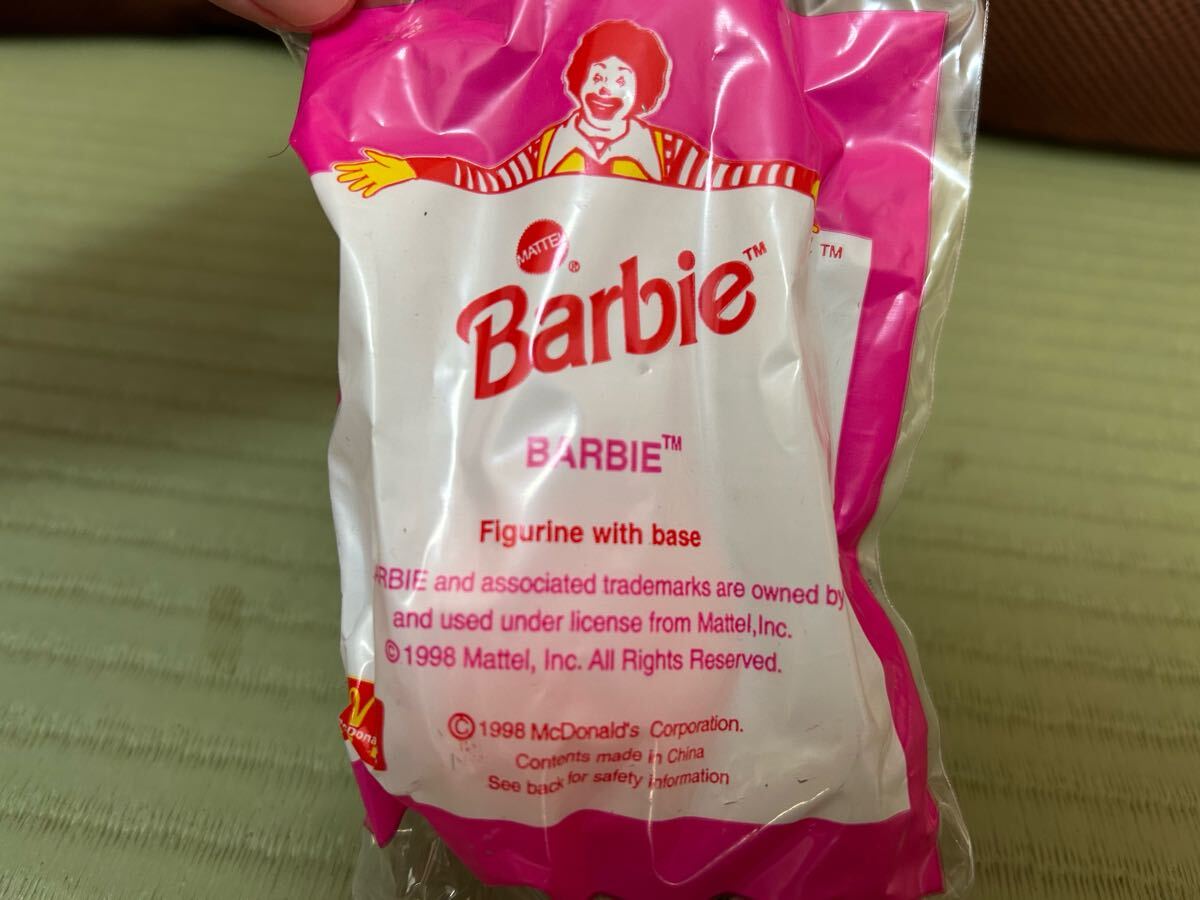 MATTEL
®
Barbie™
TM
BARBIE™
Figurine with base
RBIE and associated trademarks are owned by
and used under license from Mattel,Inc.
©1998 Mattel, Inc. All Rights Reserved.
©1998 McDonald's Corporation.
Contents made in China
See back for safety information